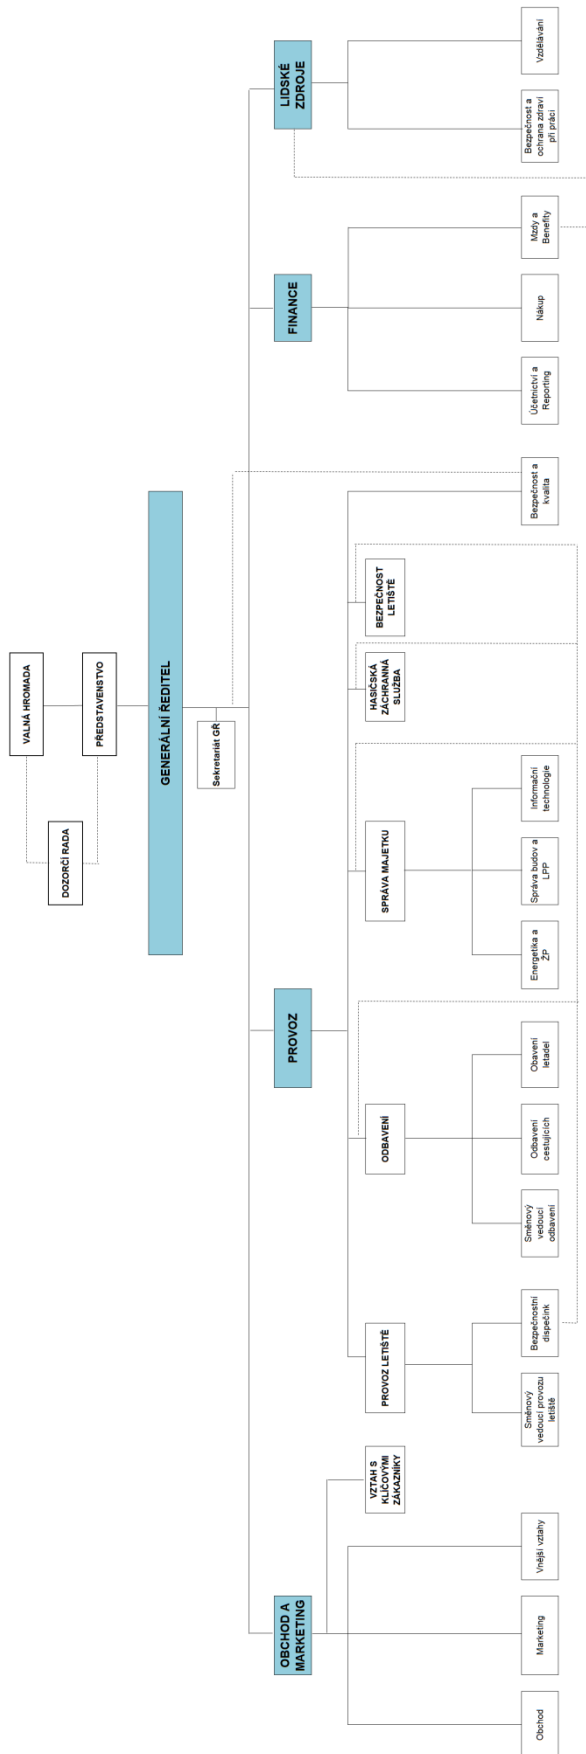 VALNÁ HROMADA
DOZORČÍ RADA
PŘEDSTAVENSTVO
GENERÁLNÍ ŘEDITEL
Sekretariát GŘ
OBCHOD A
MARKETING
PROVOZ
FINANCE
LIDSKÉ
ZDROJE
VZTAH S
KLÍČOVÝMI
ZÁKAZNÍKY
PROVOZ LETIŠTĚ
ODBAVENÍ
SPRÁVA MAJETKU
HASIČSKÁ
ZÁCHRANNÁ
SLUŽBA
BEZPEČNOST
LETIŠTĚ
Obchod
Marketing
Vnější vztahy
Směnový
vedoucí provozu
letiště
Bezpečnostní
dispečink
Směnový
vedoucí
odbavení
Odbavení
cestujících
Obavení
letadel
Energetika a
ŽP
Správa budov a
LPP
Informační
technologie
Bezpečnost a
kvalita
Účetnictví a
Reporting
Nákup
Mzdy a
Benefity
Bezpečnost a
ochrana zdraví
při práci
Vzdělávání